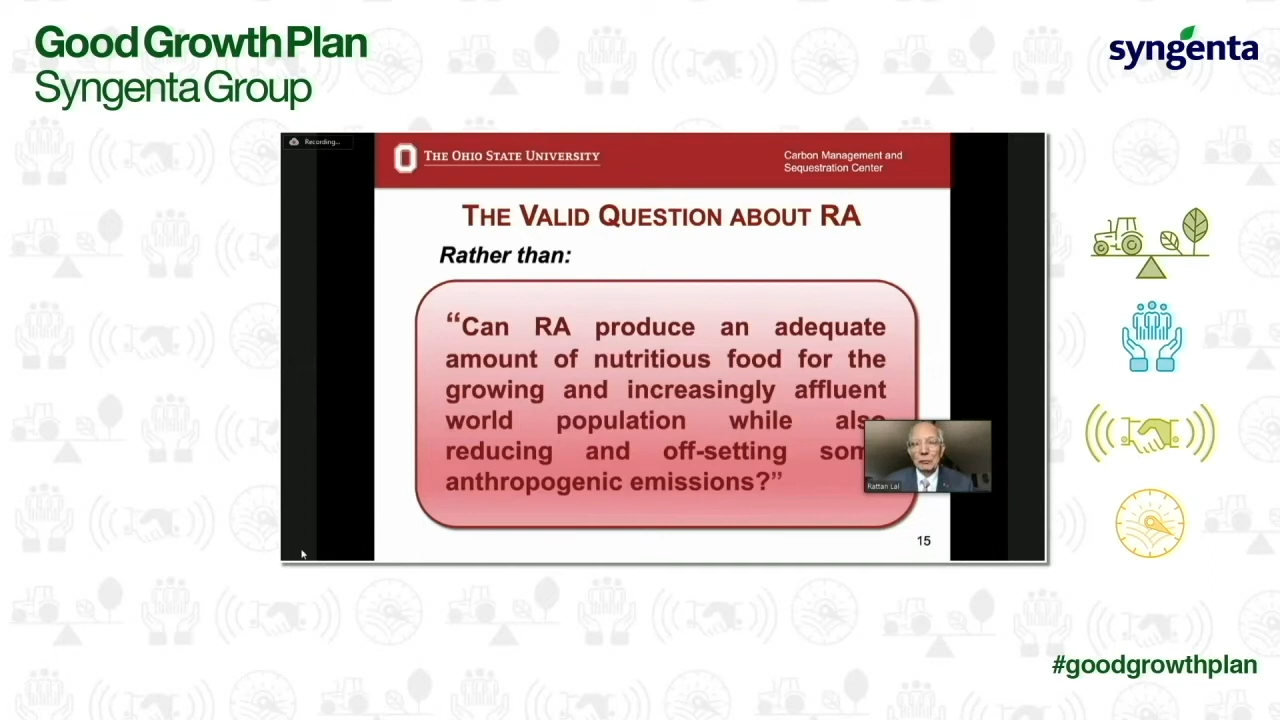 Good Growth Plan
Syngenta Group
syngenta
Recording...
THE OHIO STATE UNIVERSITY
Carbon Management and
Sequestration Center
THE VALID QUESTION ABOUT RA
Rather than:
“Can RA produce an adequate
amount of nutritious food for the
growing and increasingly affluent
world population while also
reducing and off-setting som
anthropogenic emissions?”
Rattan Lal
15
#goodgrowthplan